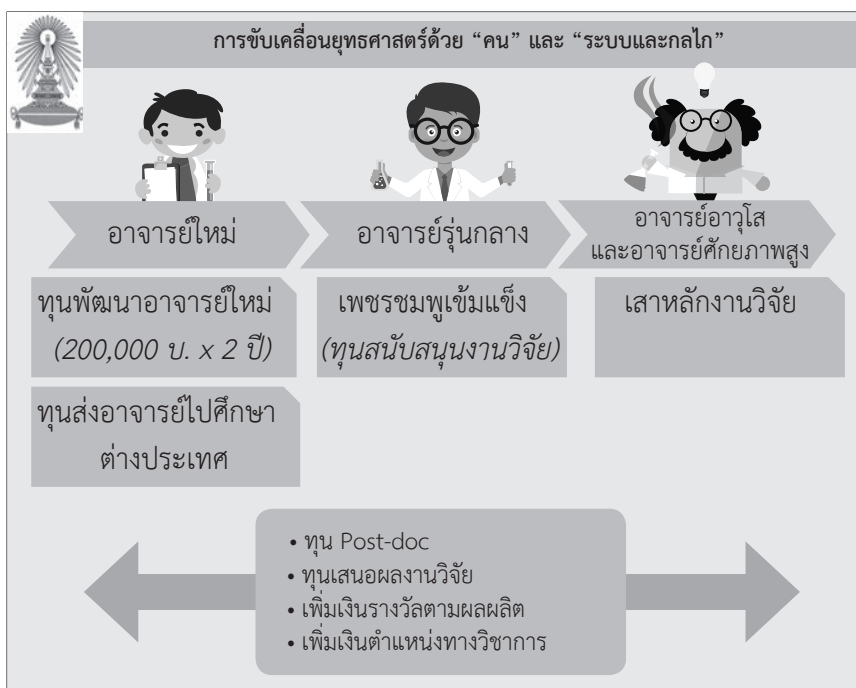 การขับเคลื่อนยุทธศาสตร์ด้วย “คน” และ “ระบบและกลไก”
อาจารย์ใหม่
อาจารย์รุ่นกลาง
อาจารย์อาวุโส
และอาจารย์ศักยภาพสูง
ทุนพัฒนาอาจารย์ใหม่
(200,000 บ. x 2 ปี)
เพชรชมพูเข้มแข็ง
(ทุนสนับสนุนงานวิจัย)
เสาหลักงานวิจัย
ทุนส่งอาจารย์ไปศึกษา
ต่างประเทศ
• ทุน Post-doc
• ทุนเสนอผลงานวิจัย
• เพิ่มเงินรางวัลตามผลผลิต
• เพิ่มเงินตำแหน่งทางวิชาการ